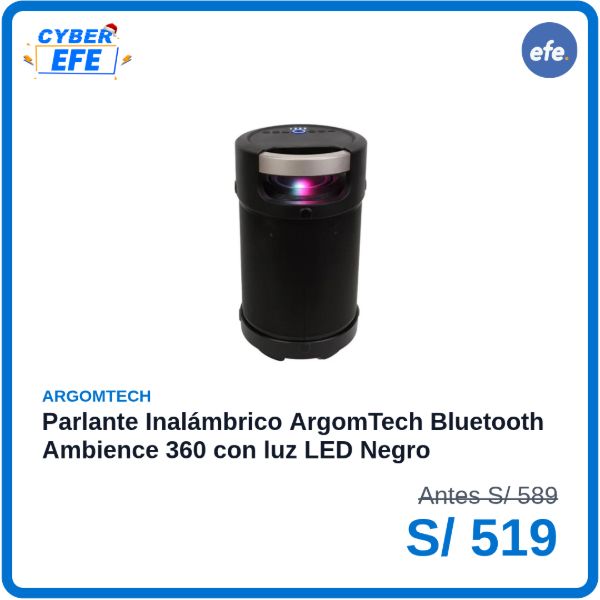 CYBER
EFE
efe.
ARGOMTECH
Parlante Inalámbrico ArgomTech Bluetooth
Ambience 360 con luz LED Negro
Antes S/ 589
S/ 519